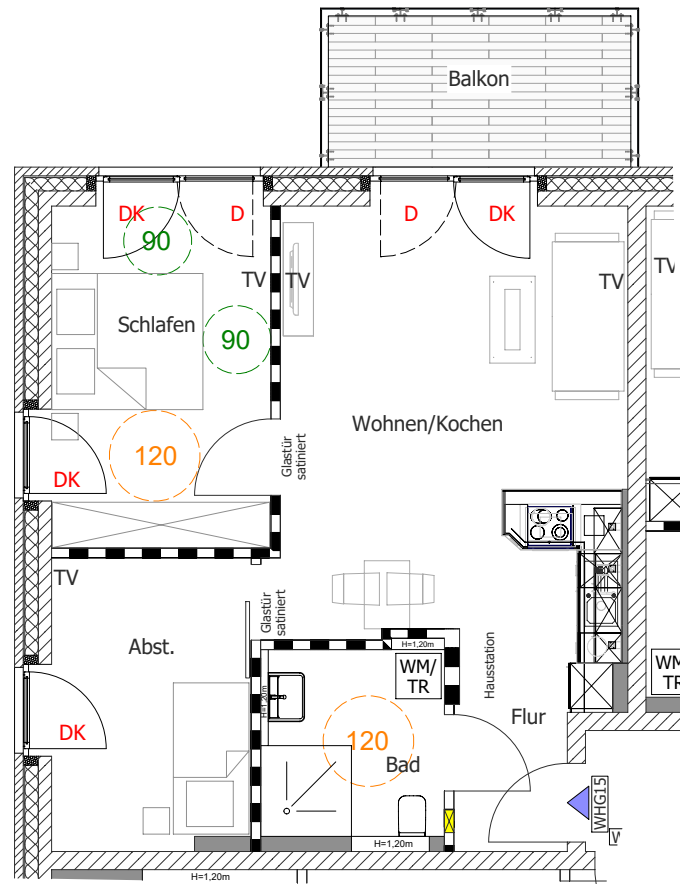 Balkon
DK
D
D
DK
90
TV
TV
TV
TV
Schlafen
90
Wohnen/Kochen
120
Glastür
satiniert
DK
TV
Glastür
satiniert
Abst.
H=1,20m
WM/
TR
Hausstation
WM
TR
H=1,20m
Flur
DK
120
Bad
WHG15
H=1,20m
H=1,20m